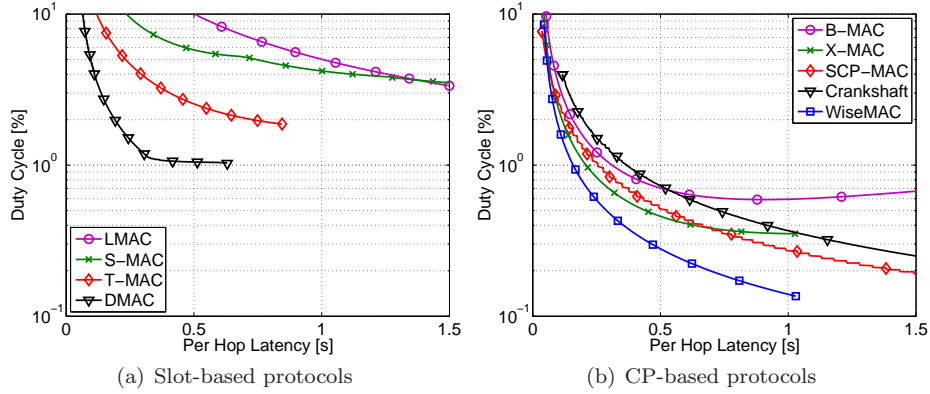 10^1
10^0
10^-1
Duty Cycle [%]
0
0.5
1
1.5
Per Hop Latency [s]
LMAC
S-MAC
T-MAC
DMAC
(a) Slot-based protocols
10^1
10^0
10^-1
Duty Cycle [%]
0
0.5
1
1.5
Per Hop Latency [s]
B-MAC
X-MAC
SCP-MAC
Crankshaft
WiseMAC
(b) CP-based protocols